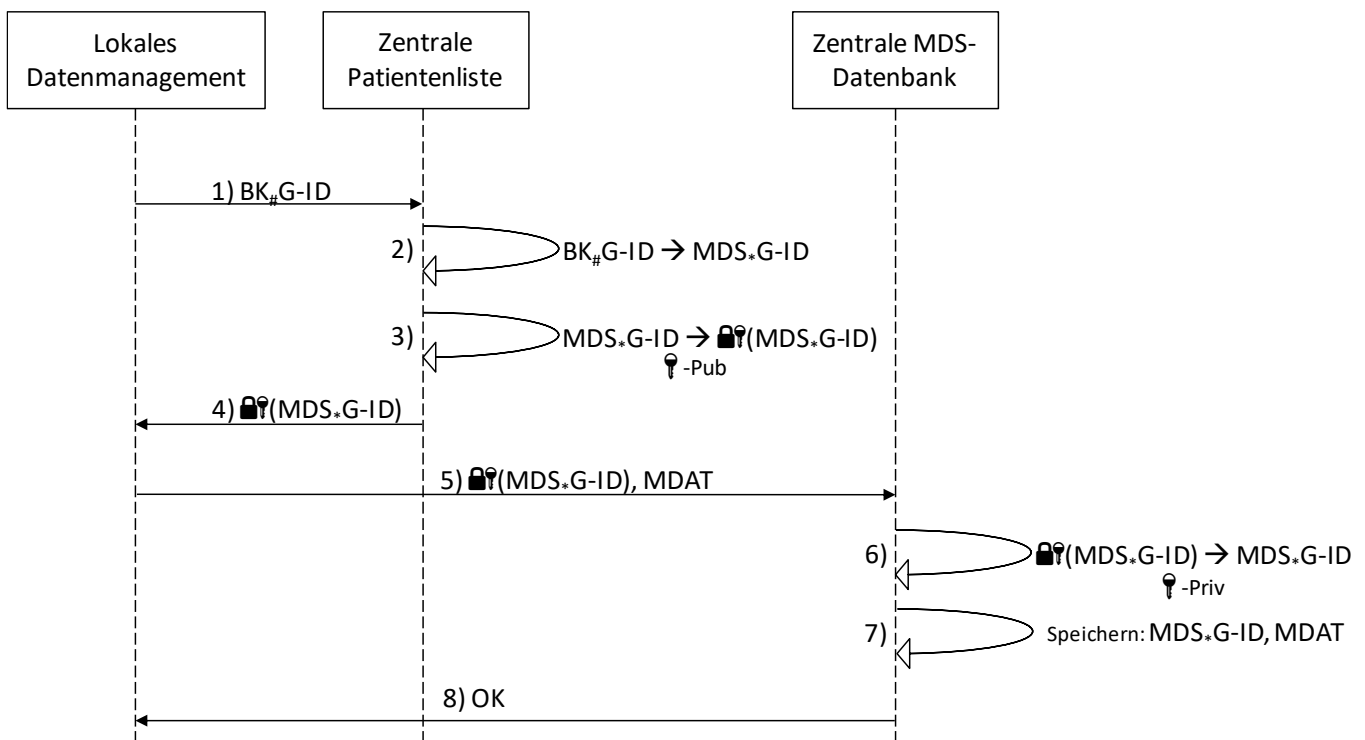 Lokales
Datenmanagement
Zentrale
Patientenliste
Zentrale MDS-
Datenbank
1) BK#G-ID
2) BK#G-ID → MDS*G-ID
3) MDS*G-ID → 🔒(MDS*G-ID)
-Pub
4) 🔒(MDS*G-ID)
5) 🔒(MDS*G-ID), MDAT
6) 🔒(MDS*G-ID) → MDS*G-ID
-Priv
7) Speichern: MDS*G-ID, MDAT
8) OK